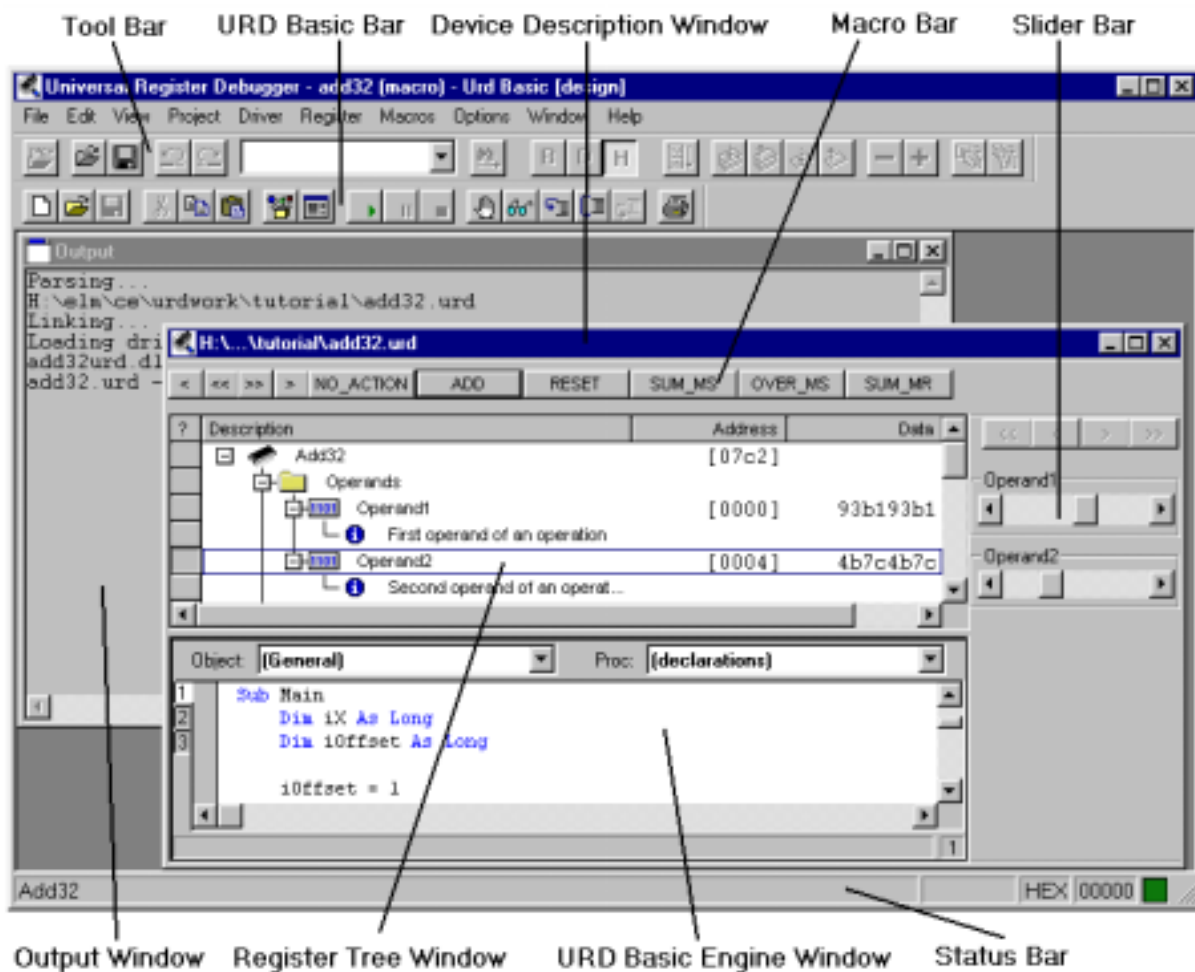 Tool Bar URD Basic Bar Device Description Window Macro Bar Slider Bar
Universal Register Debugger - add32 (macro) - Urd Basic [design]
File Edit View Project Driver Register Macros Options Window Help
B D H
Output
Parsing...
H:\elm\ce\urdwork\tutorial\add32.urd
Linking...
Loading dri
add32urd.dl
add32.urd -
H:\...\tutorial\add32.urd
< << >> > NO_ACTION ADD RESET SUM_MS OVER_MS SUM_MR
? Description Address Data
<< < > >>
Add32 [07c2]
Operands
Operand1 [0000] 93b193b1
Operand1
First operand of an operation
Operand2 [0004] 4b7c4b7c
Operand2
Second operand of an operat...
Object: (General) Proc: (declarations)
1 Sub Main
2 Dim iX As Long
3 Dim iOffset As Long
iOffset = 1
1
Add32 HEX 00000
Output Window Register Tree Window URD Basic Engine Window Status Bar